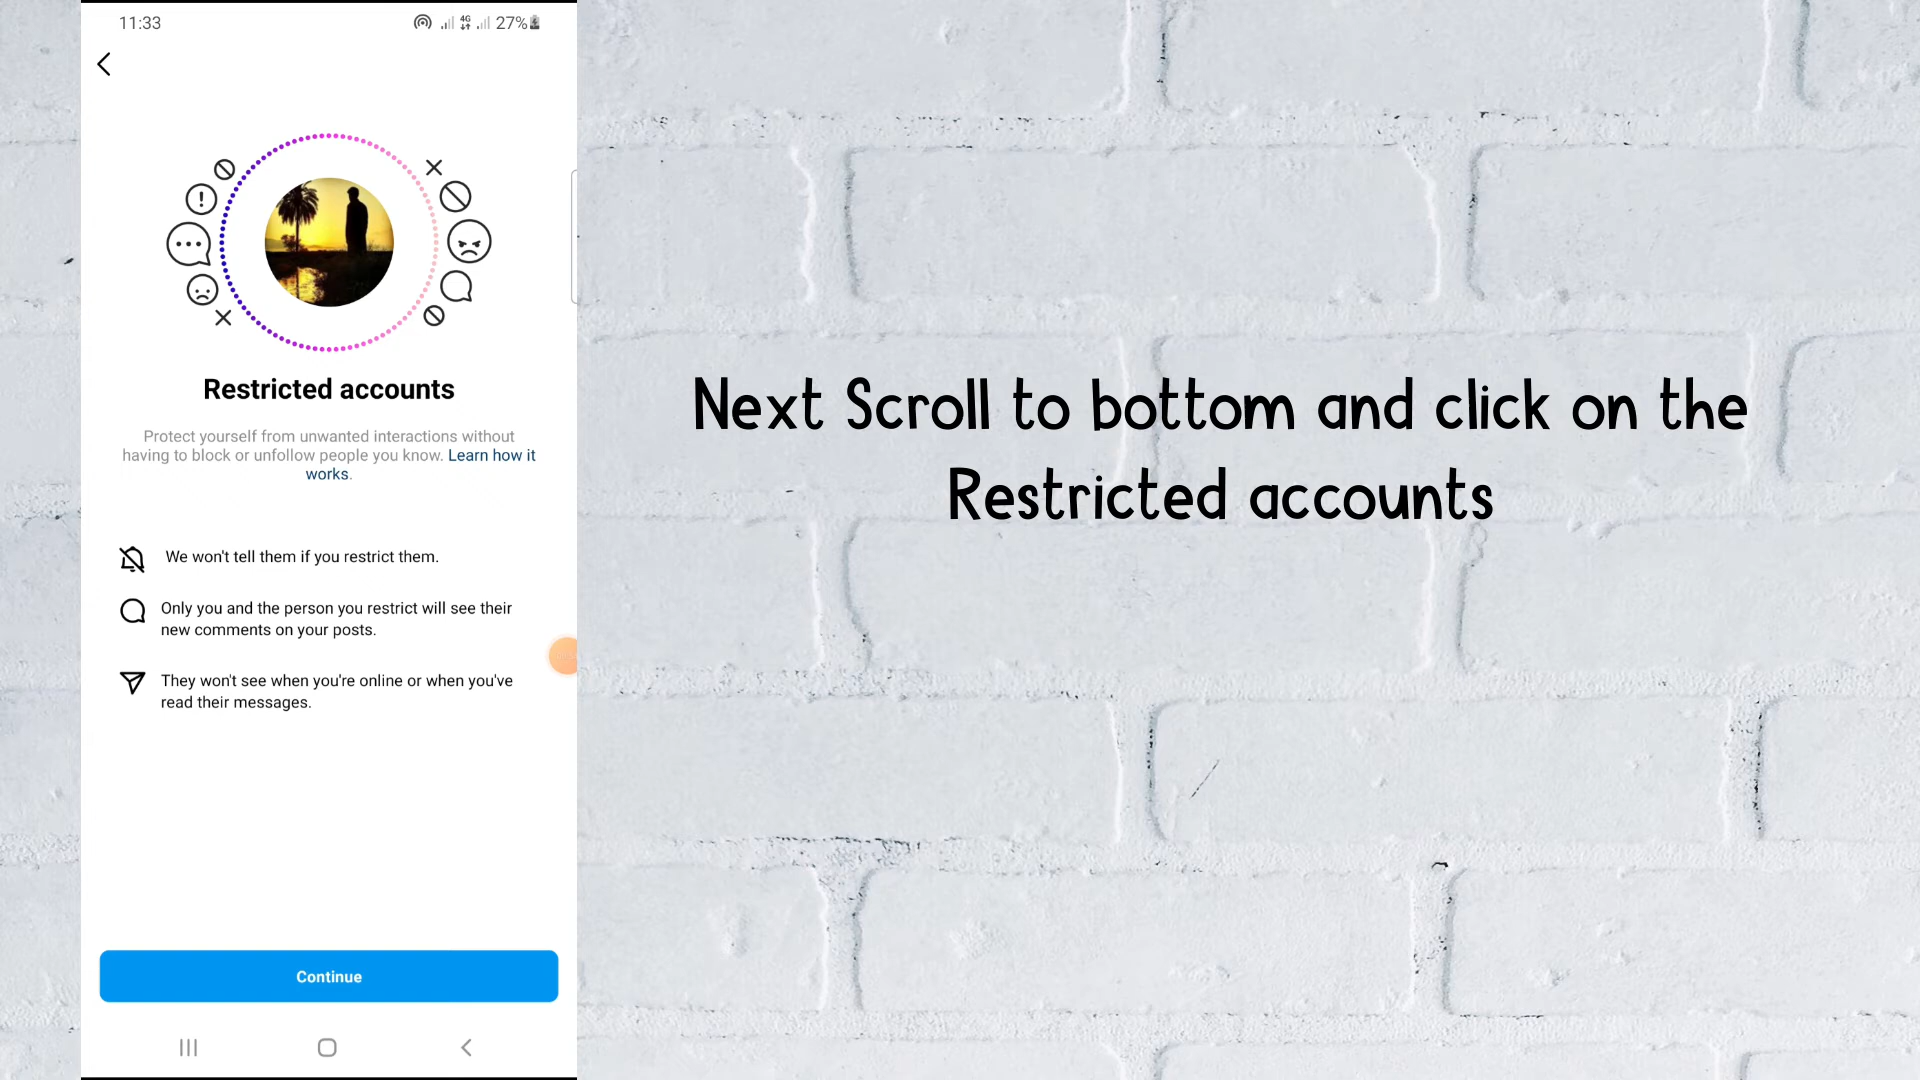 11:33
4G 27%
Restricted accounts
Protect yourself from unwanted interactions without
having to block or unfollow people you know. Learn how it
works.
We won't tell them if you restrict them.
Only you and the person you restrict will see their
new comments on your posts.
They won't see when you're online or when you've
read their messages.
Continue
Next Scroll to bottom and click on the
Restricted accounts